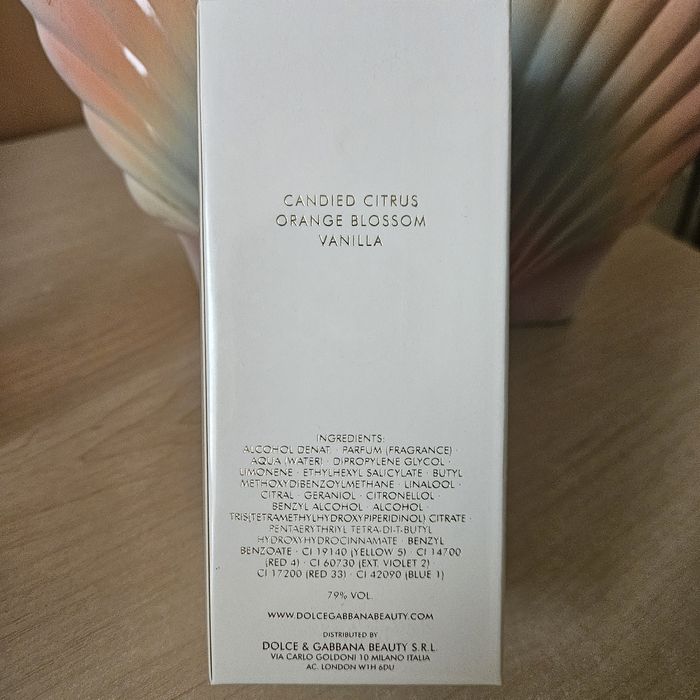 CANDIED CITRUS
ORANGE BLOSSOM
VANILLA
INGREDIENTS:
ALCOHOL DENAT. · PARFUM (FRAGRANCE) ·
AQUA (WATER) · DIPROPYLENE GLYCOL ·
LIMONENE · ETHYLHEXYL SALICYLATE · BUTYL
METHOXYDIBENZOYLMETHANE · LINALOOL ·
CITRAL · GERANIOL · CITRONELLOL ·
BENZYL ALCOHOL · ALCOHOL ·
TRIS(TETRAMETHYLHYDROXYPIPERIDINOL) CITRATE ·
PENTAERYTHRITYL TETRA-DI-T-BUTYL
HYDROXYHYDROCINNAMATE · BENZYL
BENZOATE · CI 19140 (YELLOW 5) · CI 14700
(RED 4) · CI 60730 (EXT. VIOLET 2)
CI 17200 (RED 33) · CI 42090 (BLUE 1)
79% VOL.
WWW.DOLCEGABBANABEAUTY.COM
DISTRIBUTED BY
DOLCE & GABBANA BEAUTY S.R.L.
VIA CARLO GOLDONI 10 MILANO ITALIA
AC. LONDON W1H 6DU